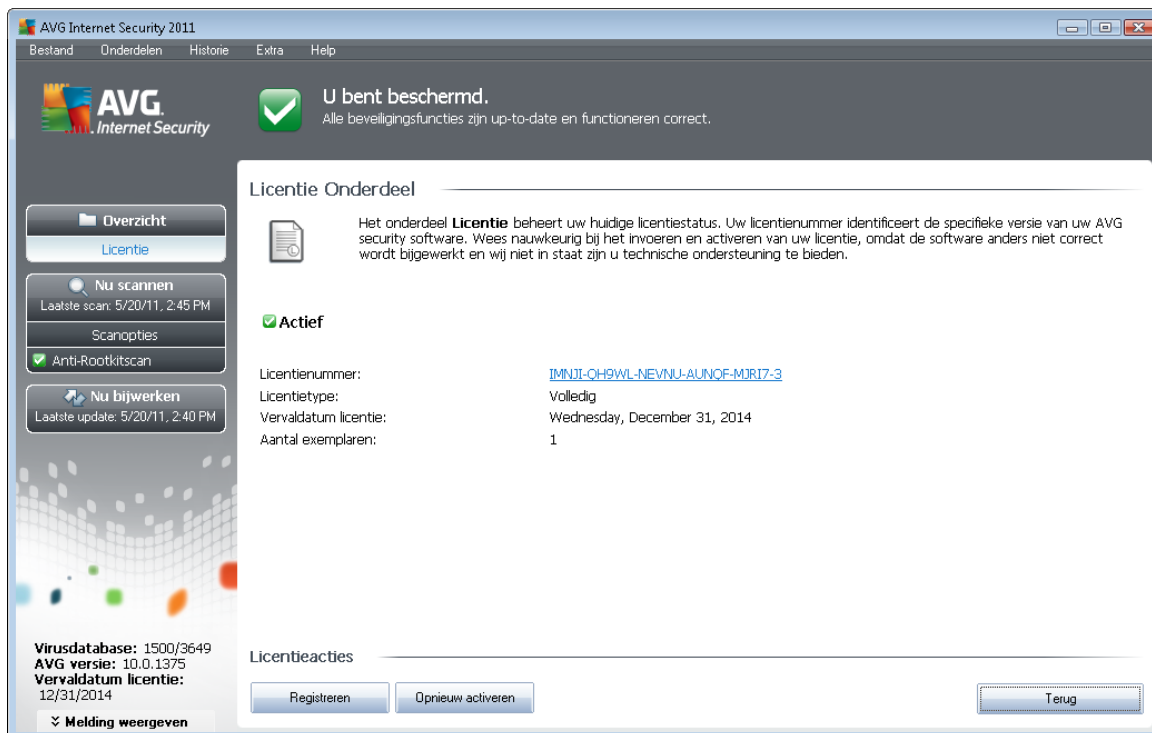 AVG Internet Security 2011
Bestand Onderdelen Historie Extra Help
AVG.
Internet Security
U bent beschermd.
Alle beveiligingsfuncties zijn up-to-date en functioneren correct.
Overzicht
Licentie
Nu scannen
Laatste scan: 5/20/11, 2:45 PM
Scanopties
Anti-Rootkitscan
Nu bijwerken
Laatste update: 5/20/11, 2:40 PM
Virusdatabase: 1500/3649
AVG versie: 10.0.1375
Vervaldatum licentie:
12/31/2014
Melding weergeven
Licentie Onderdeel
Het onderdeel Licentie beheert uw huidige licentiestatus. Uw licentienummer identificeert de specifieke versie van uw AVG
security software. Wees nauwkeurig bij het invoeren en activeren van uw licentie, omdat de software anders niet correct
wordt bijgewerkt en wij niet in staat zijn u technische ondersteuning te bieden.
Actief
Licentienummer: IMNJI-QH9WL-NEVNU-AUNQF-MJRI7-3
Licentietype: Volledig
Vervaldatum licentie: Wednesday, December 31, 2014
Aantal exemplaren: 1
Licentieacties
Registreren Opnieuw activeren Terug